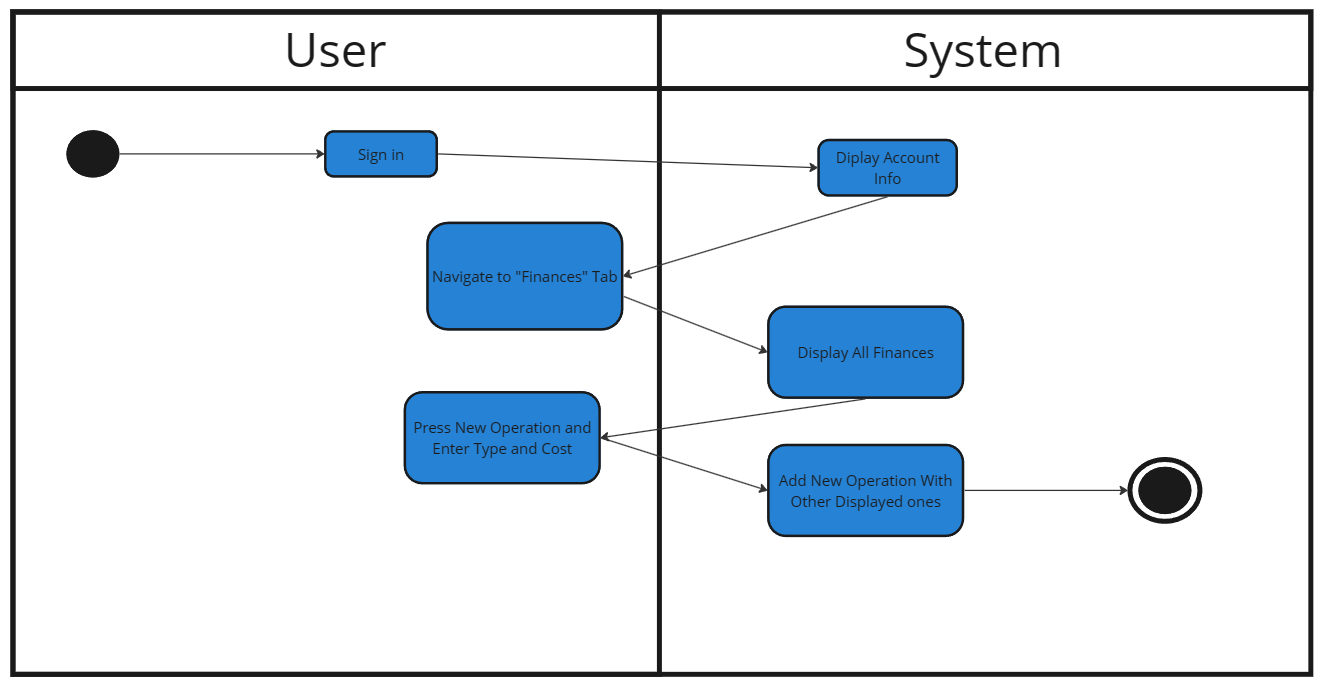 User
System
Sign in
Diplay Account
Info
Navigate to "Finances" Tab
Display All Finances
Press New Operation and
Enter Type and Cost
Add New Operation With
Other Displayed ones